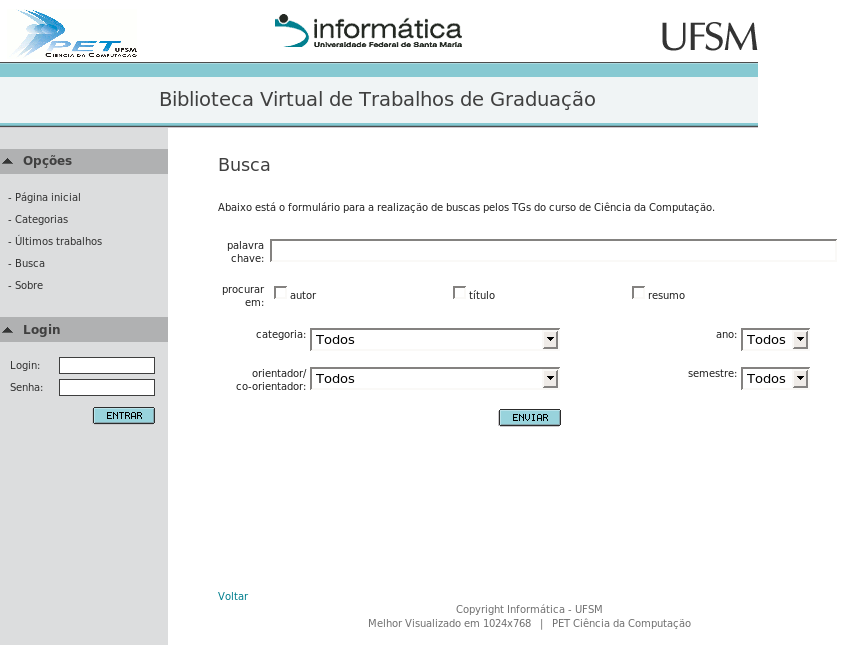 PET UFSM
CIÊNCIA DA COMPUTAÇÃO
informática
Universidade Federal de Santa Maria
UFSM
Biblioteca Virtual de Trabalhos de Graduação
Opções
- Página inicial
- Categorias
- Últimos trabalhos
- Busca
- Sobre
Login
Login:
Senha:
ENTRAR
Busca
Abaixo está o formulário para a realização de buscas pelos TGs do curso de Ciência da Computação.
palavra
chave:
procurar
em:
autor
título
resumo
categoria:
Todos
ano:
Todos
orientador/
co-orientador:
Todos
semestre:
Todos
ENVIAR
Voltar
Copyright Informática - UFSM
Melhor Visualizado em 1024x768 | PET Ciência da Computação